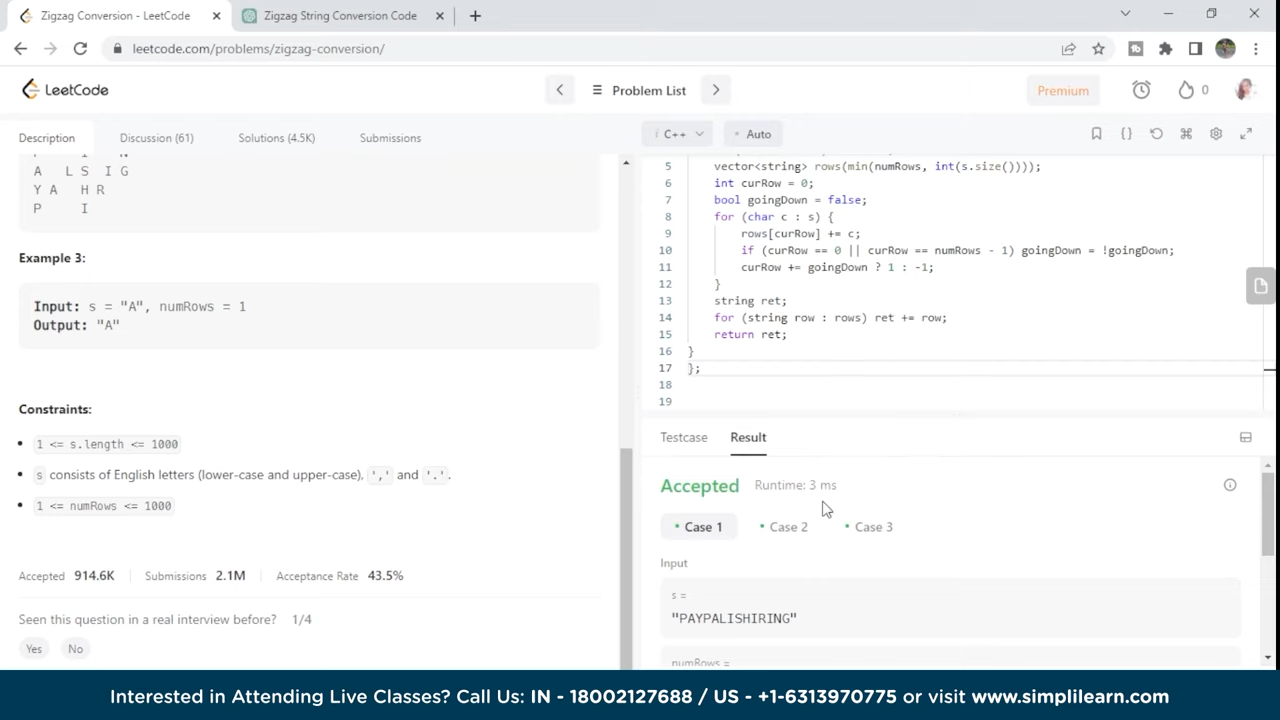 Zigzag Conversion - LeetCode
Zigzag String Conversion Code
leetcode.com/problems/zigzag-conversion/
LeetCode
Problem List
Premium
0
Description
Discussion (61)
Solutions (4.5K)
Submissions
i C++
Auto
A L S I G
Y A H R
P I
Example 3:
Input: s = "A", numRows = 1
Output: "A"
Constraints:
1 <= s.length <= 1000
s consists of English letters (lower-case and upper-case), ',' and '.'.
1 <= numRows <= 1000
Accepted 914.6K Submissions 2.1M Acceptance Rate 43.5%
Seen this question in a real interview before? 1/4
Yes No
5 vector<string> rows(min(numRows, int(s.size())));
6 int curRow = 0;
7 bool goingDown = false;
8 for (char c : s) {
9 rows[curRow] += c;
10 if (curRow == 0 || curRow == numRows - 1) goingDown = !goingDown;
11 curRow += goingDown ? 1 : -1;
12 }
13 string ret;
14 for (string row : rows) ret += row;
15 return ret;
16 }
17 };
18
19
Testcase Result
Accepted Runtime: 3 ms
Case 1 Case 2 Case 3
Input
s =
"PAYPALISHIRING"
numRows =
Interested in Attending Live Classes? Call Us: IN - 18002127688 / US - +1-6313970775 or visit www.simplilearn.com